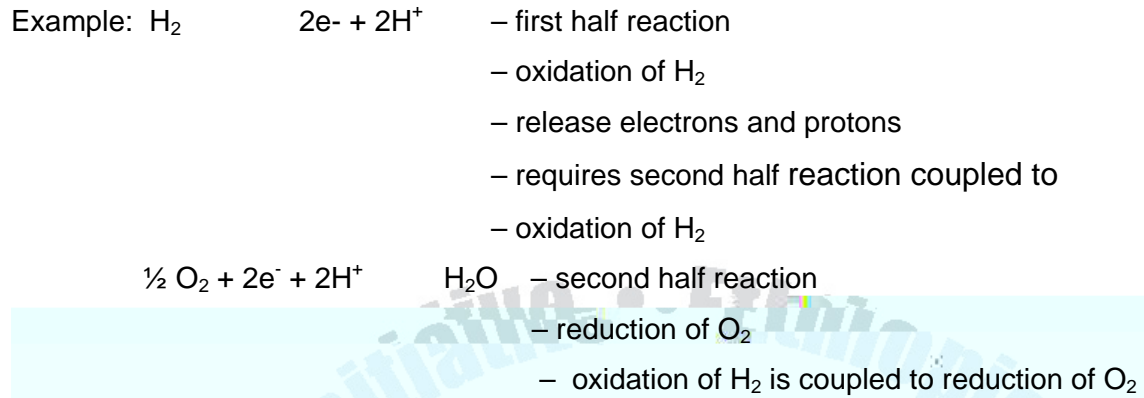 Example: H₂ 2e- + 2H⁺ – first half reaction
– oxidation of H₂
– release electrons and protons
– requires second half reaction coupled to
– oxidation of H₂
½ O₂ + 2e⁻ + 2H⁺ H₂O – second half reaction
– reduction of O₂
– oxidation of H₂ is coupled to reduction of O₂